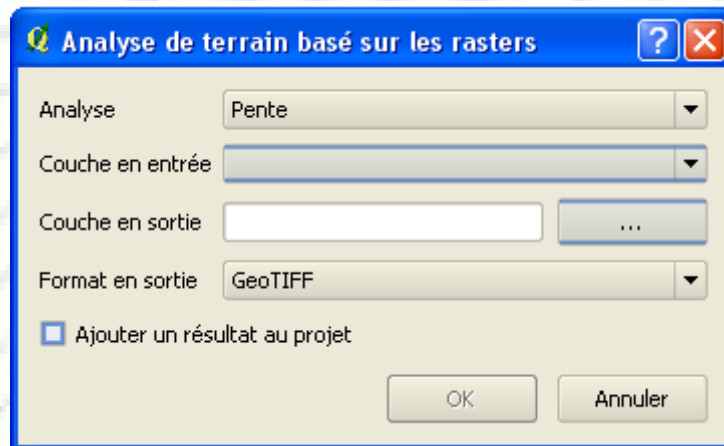 Analyse de terrain basé sur les rasters
Analyse Pente
Couche en entrée
Couche en sortie ...
Format en sortie GeoTIFF
Ajouter un résultat au projet
OK Annuler